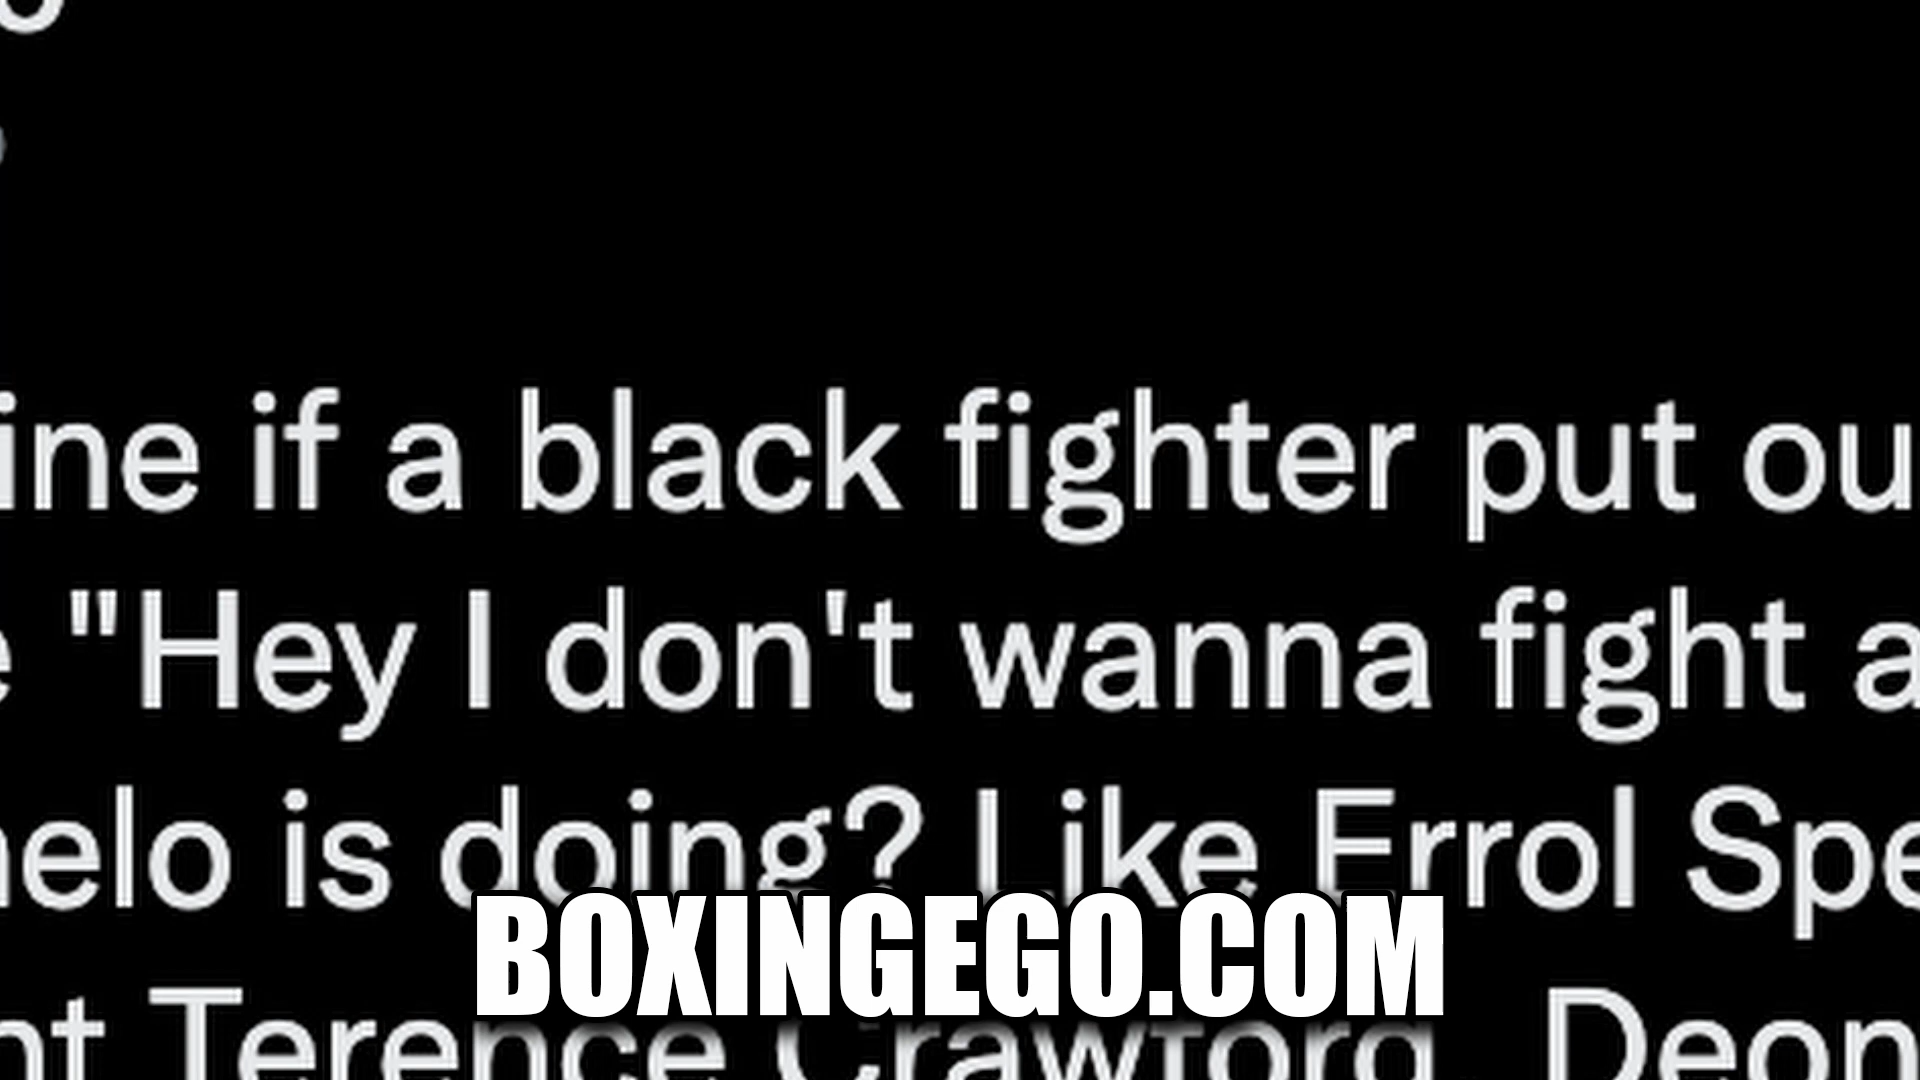 ine if a black fighter put ou
"Hey I don't wanna fight a
elo is doing? Like Errol Spe
BOXINGEGO.COM
nt Terence Crawford, Deon